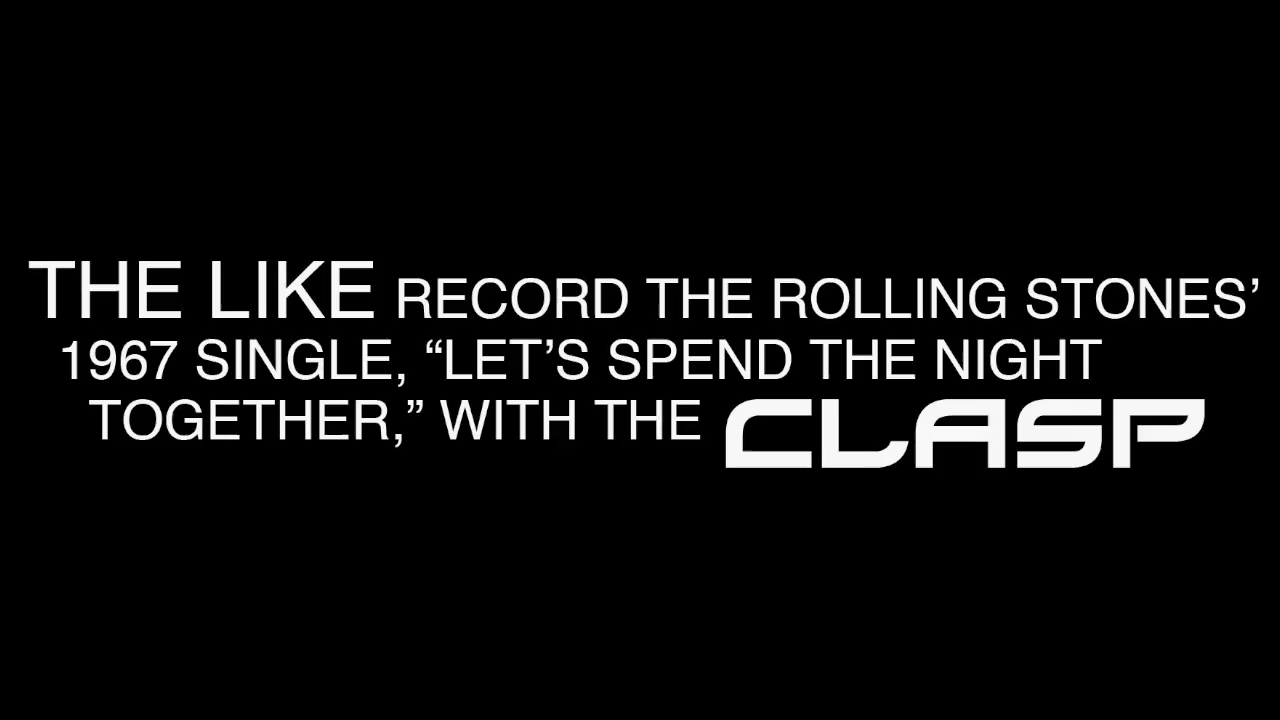 THE LIKE RECORD THE ROLLING STONES’
1967 SINGLE, “LET’S SPEND THE NIGHT
TOGETHER,” WITH THE CLASP